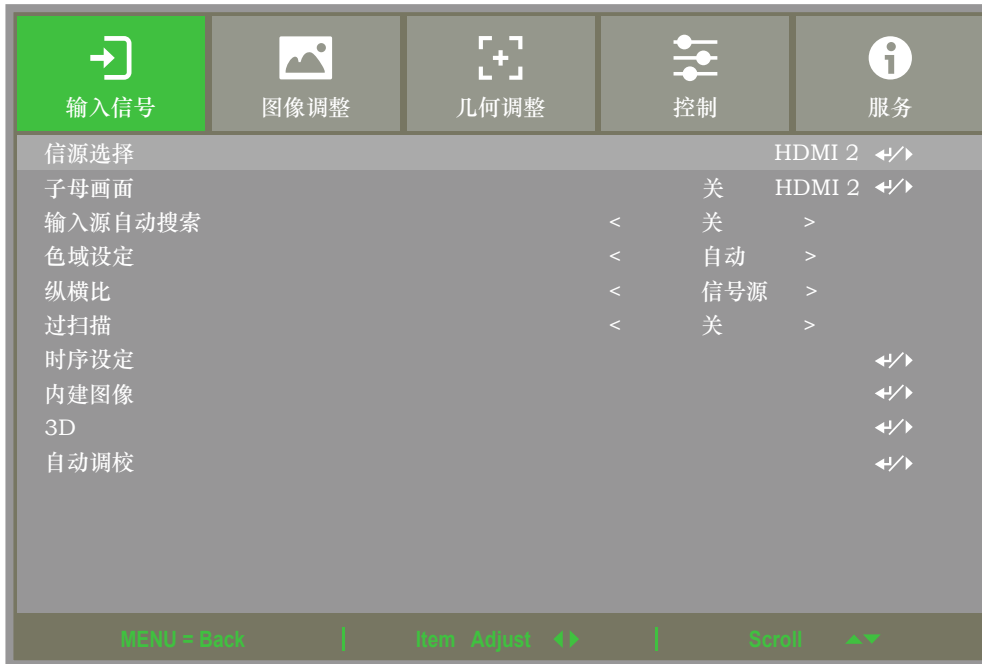 输入信号 图像调整 几何调整 控制 服务
信源选择 HDMI 2
子母画面 关 HDMI 2
输入源自动搜索 < 关 >
色域设定 < 自动 >
纵横比 < 信号源 >
过扫描 < 关 >
时序设定
内建图像
3D
自动调校
MENU = Back | Item Adjust | Scroll